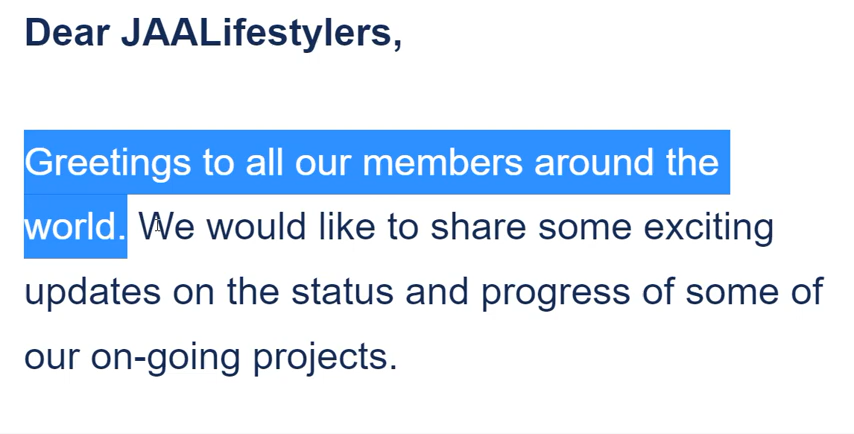 Dear JAALifestylers,
Greetings to all our members around the
world. We would like to share some exciting
updates on the status and progress of some of
our on-going projects.